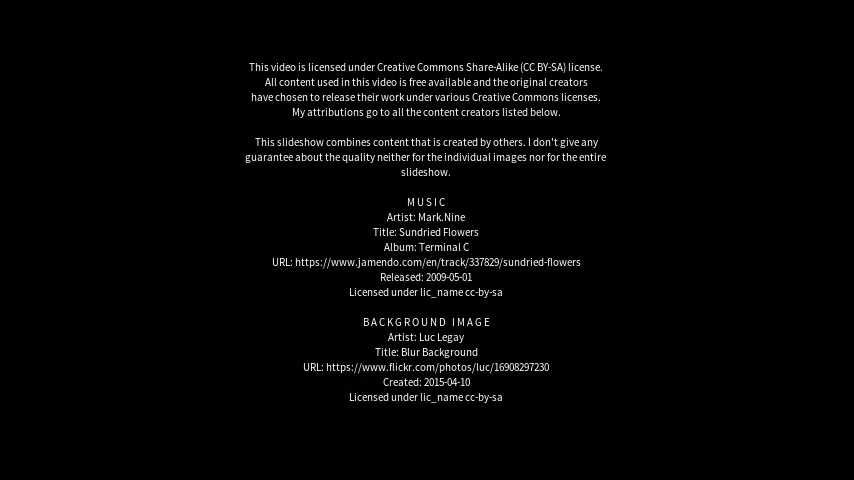 This video is licensed under Creative Commons Share-Alike (CC BY-SA) license.
All content used in this video is free available and the original creators
have chosen to release their work under various Creative Commons licenses.
My attributions go to all the content creators listed below.
This slideshow combines content that is created by others. I don't give any
guarantee about the quality neither for the individual images nor for the entire
slideshow.
MUSIC
Artist: Mark.Nine
Title: Sundried Flowers
Album: Terminal C
URL: https://www.jamendo.com/en/track/337829/sundried-flowers
Released: 2009-05-01
Licensed under lic_name cc-by-sa
BACKGROUND IMAGE
Artist: Luc Legay
Title: Blur Background
URL: https://www.flickr.com/photos/luc/16908297230
Created: 2015-04-10
Licensed under lic_name cc-by-sa